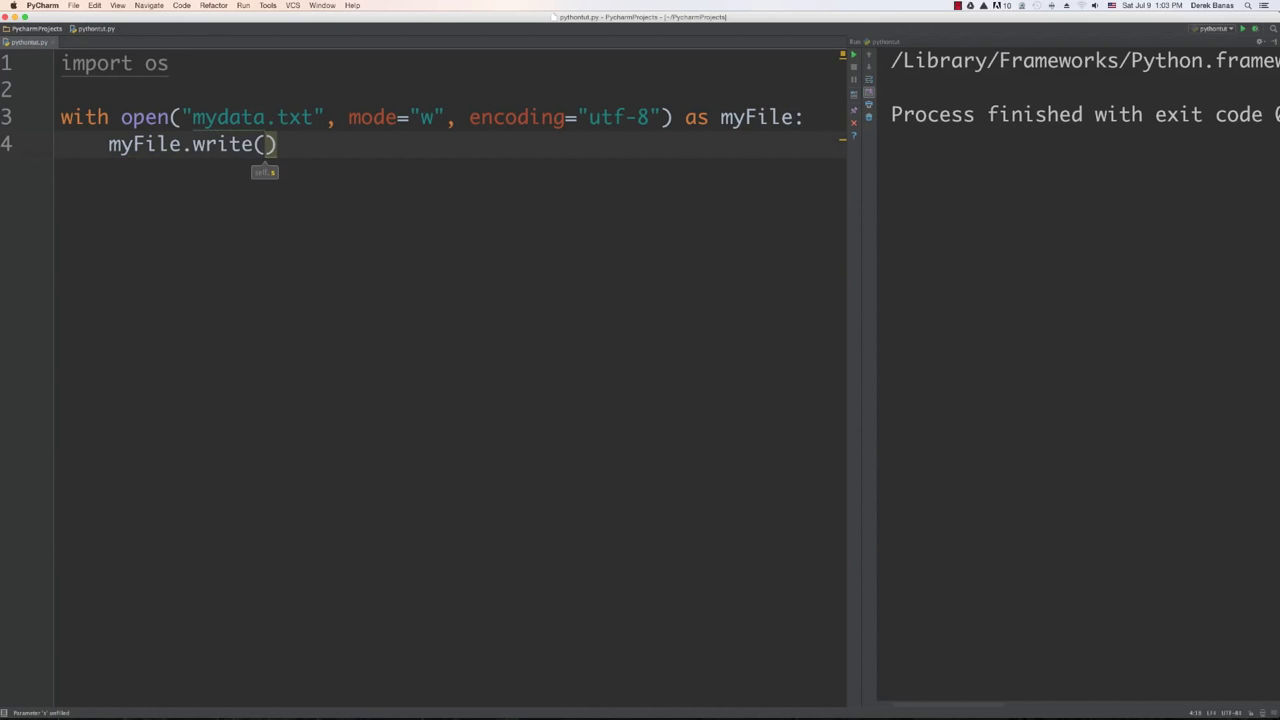 PyCharm File Edit View Navigate Code Refactor Run Tools VCS Window Help 10 Sat Jul 9 1:03 PM Derek Banas
pythontut.py - PycharmProjects - [~/PycharmProjects]
PycharmProjects pythontut.py pythontut
pythontut.py Run pythontut
1 import os
2
3 with open("mydata.txt", mode="w", encoding="utf-8") as myFile:
4 myFile.write()
self, s
/Library/Frameworks/Python.framew
Process finished with exit code 0
Parameter 's' unfilled 4:18 LF÷ UTF-8÷